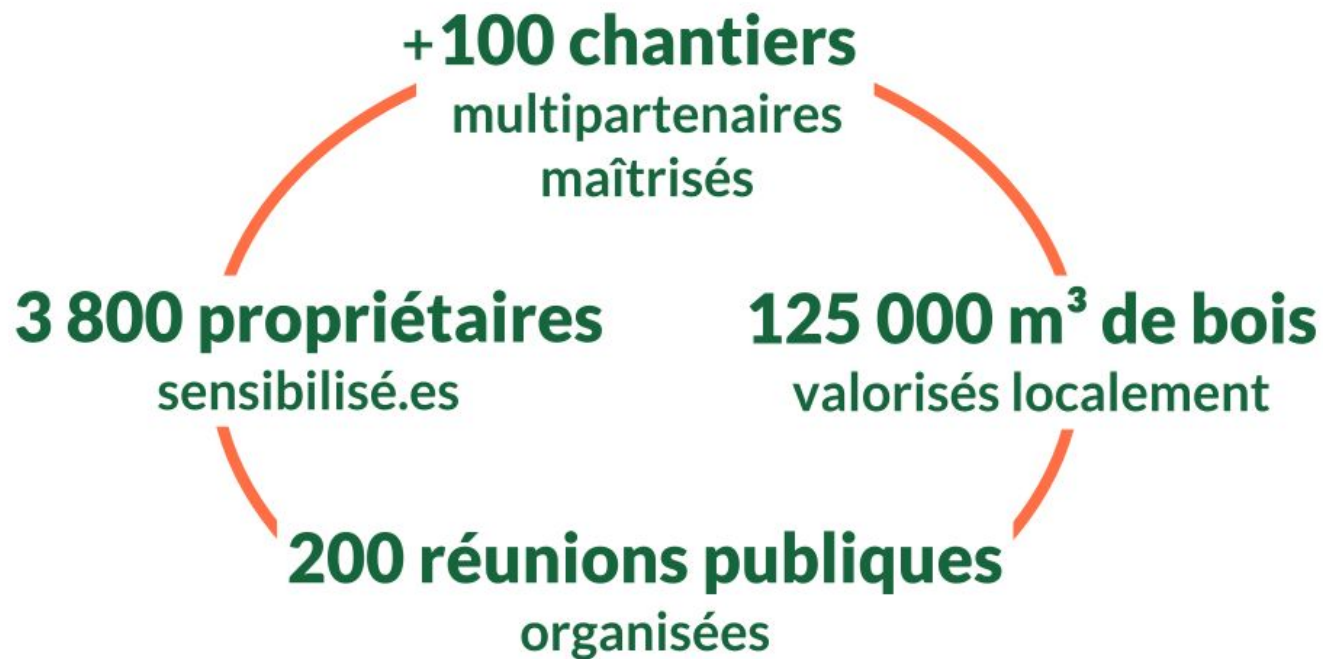 +100 chantiers
multipartenaires
maîtrisés
3 800 propriétaires
sensibilisé.es
125 000 m³ de bois
valorisés localement
200 réunions publiques
organisées